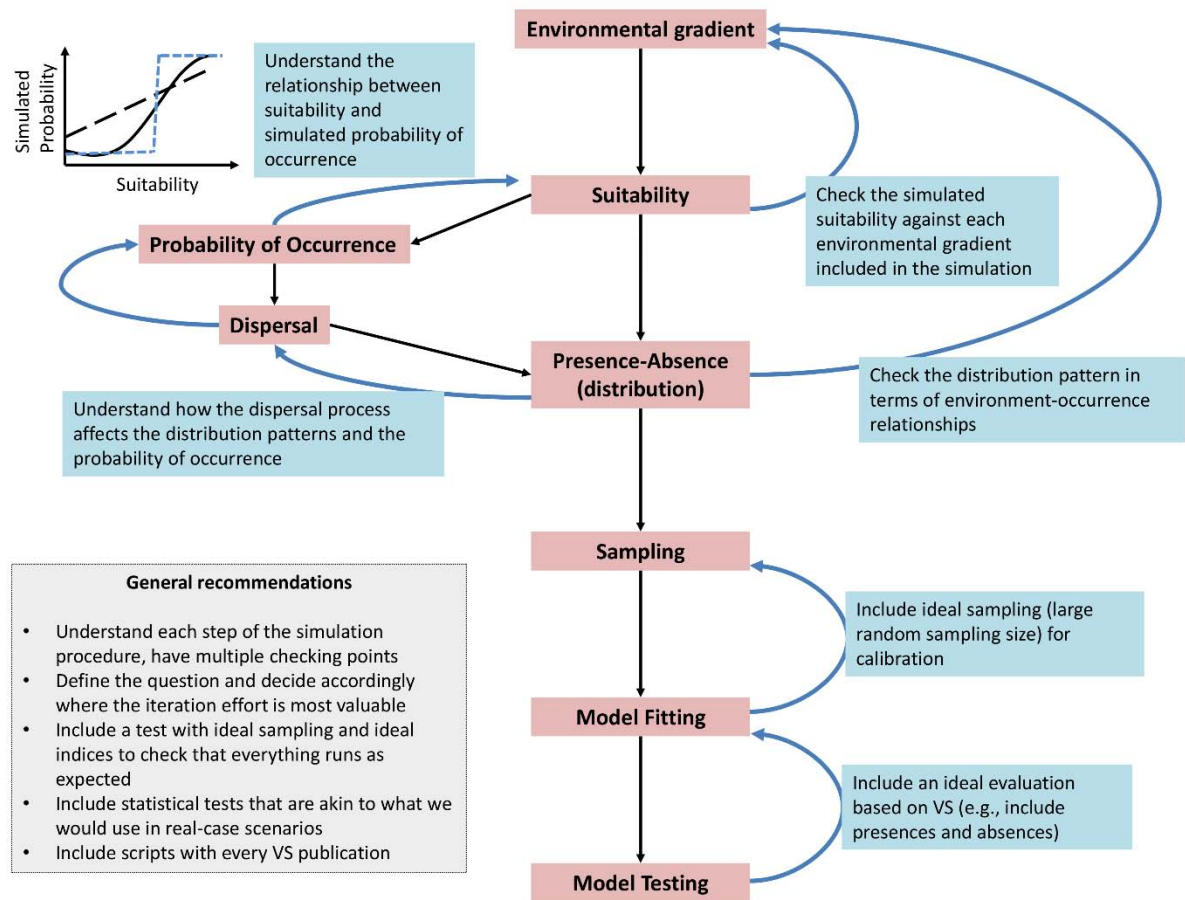 Environmental gradient
Simulated
Probability
Suitability
Understand the
relationship between
suitability and
simulated probability of
occurrence
Suitability
Check the simulated
suitability against each
environmental gradient
included in the simulation
Probability of Occurrence
Dispersal
Presence-Absence
(distribution)
Check the distribution pattern in
terms of environment-occurrence
relationships
Understand how the dispersal process
affects the distribution patterns and the
probability of occurrence
Sampling
General recommendations
• Understand each step of the simulation
procedure, have multiple checking points
• Define the question and decide accordingly
where the iteration effort is most valuable
• Include a test with ideal sampling and ideal
indices to check that everything runs as
expected
• Include statistical tests that are akin to what we
would use in real-case scenarios
• Include scripts with every VS publication
Include ideal sampling (large
random sampling size) for
calibration
Model Fitting
Include an ideal evaluation
based on VS (e.g., include
presences and absences)
Model Testing